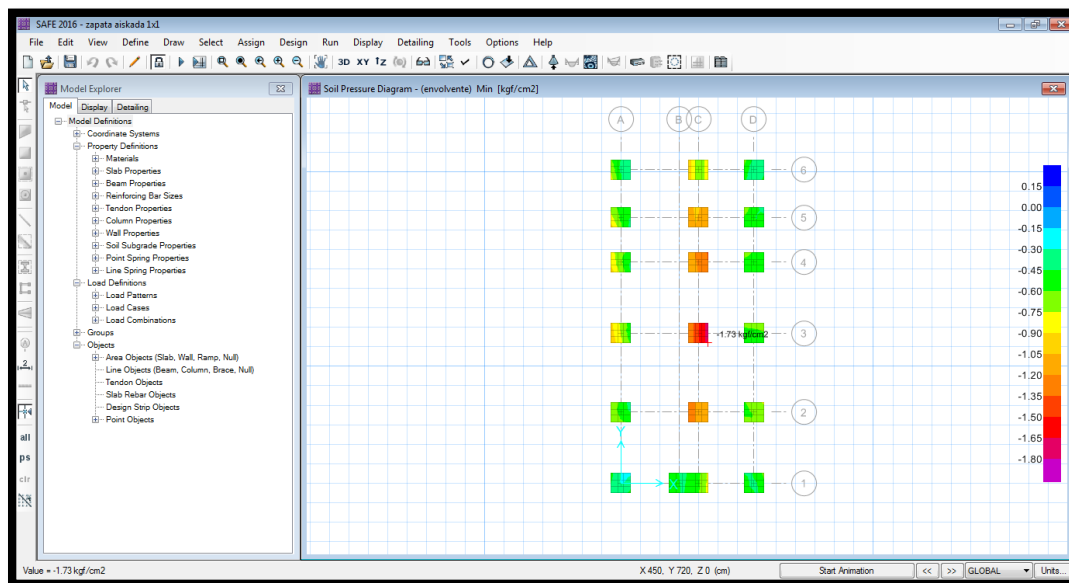 SAFE 2016 - zapata aiskada 1x1
File Edit View Define Draw Select Assign Design Run Display Detailing Tools Options Help
3D XY
Model Explorer
Model Display Detailing
Model Definitions
Coordinate Systems
Property Definitions
Materials
Slab Properties
Beam Properties
Reinforcing Bar Sizes
Tendon Properties
Column Properties
Wall Properties
Soil Subgrade Properties
Point Spring Properties
Line Spring Properties
Load Definitions
Load Patterns
Load Cases
Load Combinations
Groups
Objects
Area Objects (Slab, Wall, Ramp, Null)
Line Objects (Beam, Column, Brace, Null)
Tendon Objects
Slab Rebar Objects
Design Strip Objects
Point Objects
2
all
ps
clr
Soil Pressure Diagram - (envolvente) Min [kgf/cm2]
A B C D
6
5
4
3
2
1
-1.73 kgf/cm2
Y
X
0.15
0.00
-0.15
-0.30
-0.45
-0.60
-0.75
-0.90
-1.05
-1.20
-1.35
-1.50
-1.65
-1.80
Value = -1.73 kgf/cm2
X 450, Y 720, Z 0 (cm)
Start Animation << >> GLOBAL Units...